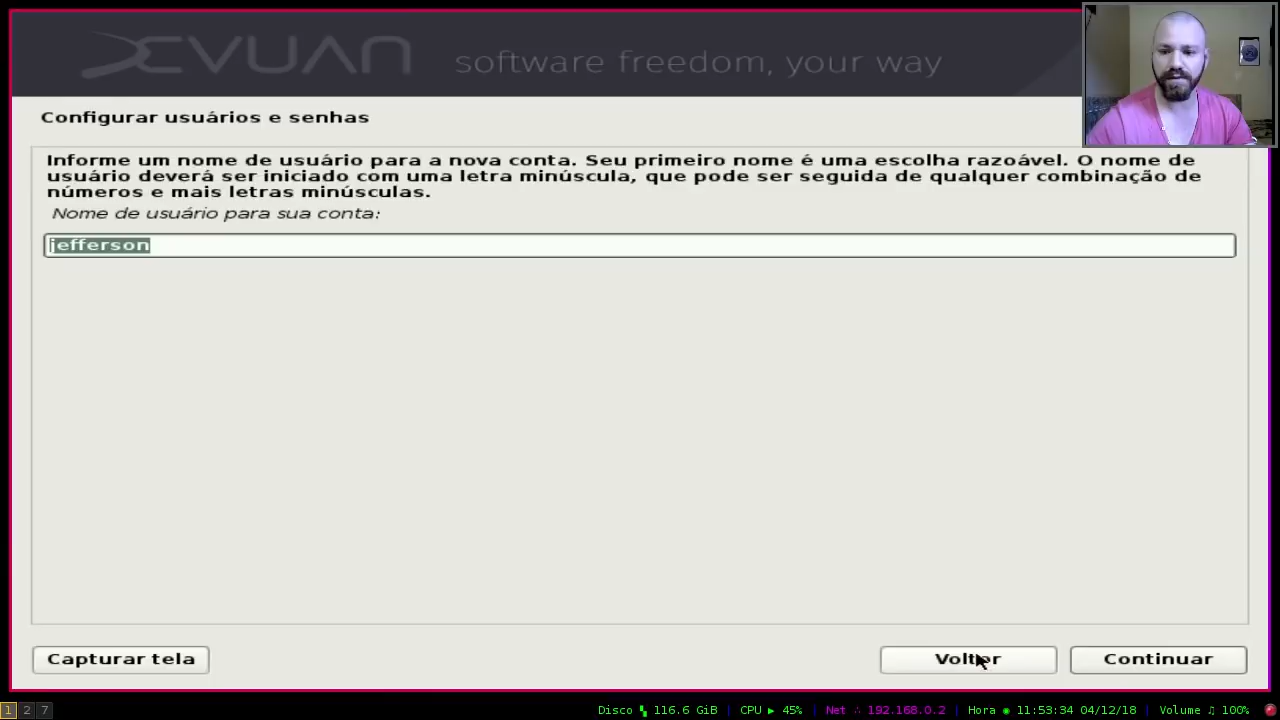 DEVUAN software freedom, your way
Configurar usuários e senhas
Informe um nome de usuário para a nova conta. Seu primeiro nome é uma escolha razoável. O nome de
usuário deverá ser iniciado com uma letra minúscula, que pode ser seguida de qualquer combinação de
números e mais letras minúsculas.
Nome de usuário para sua conta:
jefferson
Capturar tela Volter Continuar
1 2 7 Disco 116.6 GiB | CPU ▶ 45% | Net ∴ 192.168.0.2 | Hora ◉ 11:53:34 04/12/18 | Volume ♫ 100%